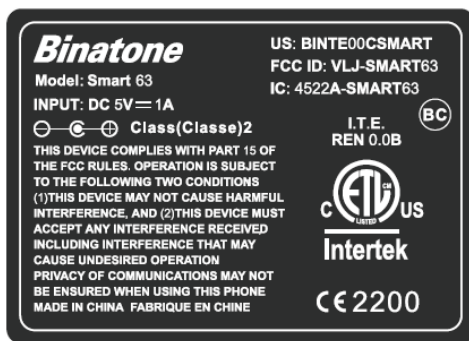 Binatone
Model: Smart 63
INPUT: DC 5V⎓1A
Class(Classe)2
THIS DEVICE COMPLIES WITH PART 15 OF
THE FCC RULES. OPERATION IS SUBJECT
TO THE FOLLOWING TWO CONDITIONS
(1)THIS DEVICE MAY NOT CAUSE HARMFUL
INTERFERENCE, AND (2)THIS DEVICE MUST
ACCEPT ANY INTERFERENCE RECEIVED
INCLUDING INTERFERENCE THAT MAY
CAUSE UNDESIRED OPERATION
PRIVACY OF COMMUNICATIONS MAY NOT
BE ENSURED WHEN USING THIS PHONE
MADE IN CHINA FABRIQUE EN CHINE
US: BINTE00CSMART
FCC ID: VLJ-SMART63
IC: 4522A-SMART63
BC
I.T.E.
REN 0.0B
C ETL CM US
LISTED
Intertek
CE 2200